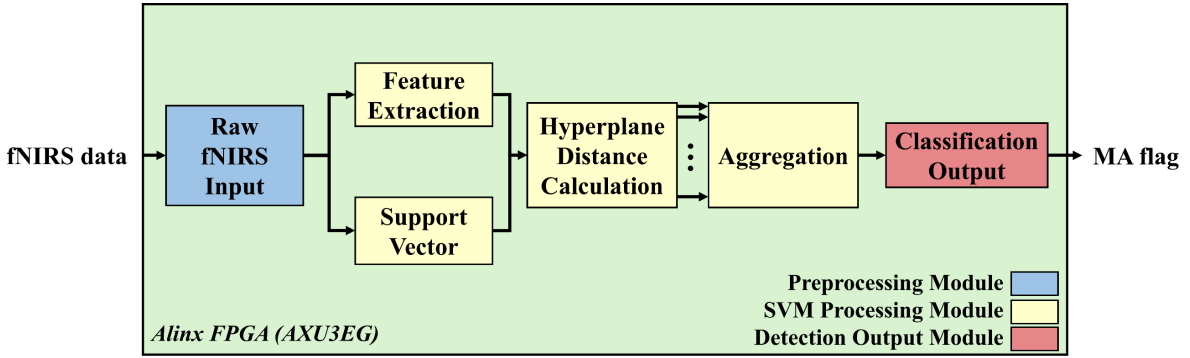 fNIRS data
Raw
fNIRS
Input
Feature
Extraction
Support
Vector
Hyperplane
Distance
Calculation
Aggregation
Classification
Output
MA flag
Preprocessing Module
SVM Processing Module
Detection Output Module
Alinx FPGA (AXU3EG)